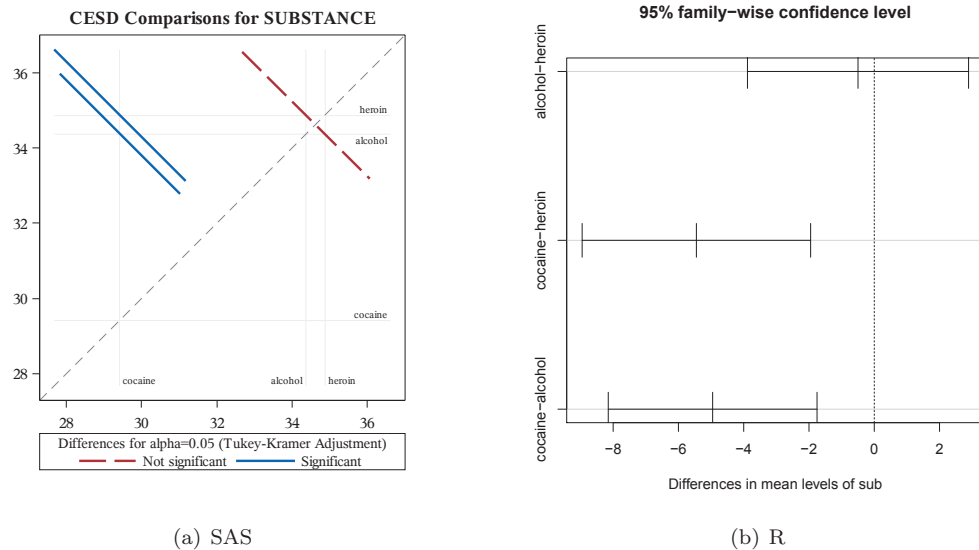 CESD Comparisons for SUBSTANCE
36
34
32
30
28
heroin
alcohol
cocaine
cocaine
alcohol
heroin
28
30
32
34
36
Differences for alpha=0.05 (Tukey-Kramer Adjustment)
Not significant
Significant
(a) SAS
95% family−wise confidence level
alcohol−heroin
cocaine−heroin
cocaine−alcohol
−8
−6
−4
−2
0
2
Differences in mean levels of sub
(b) R